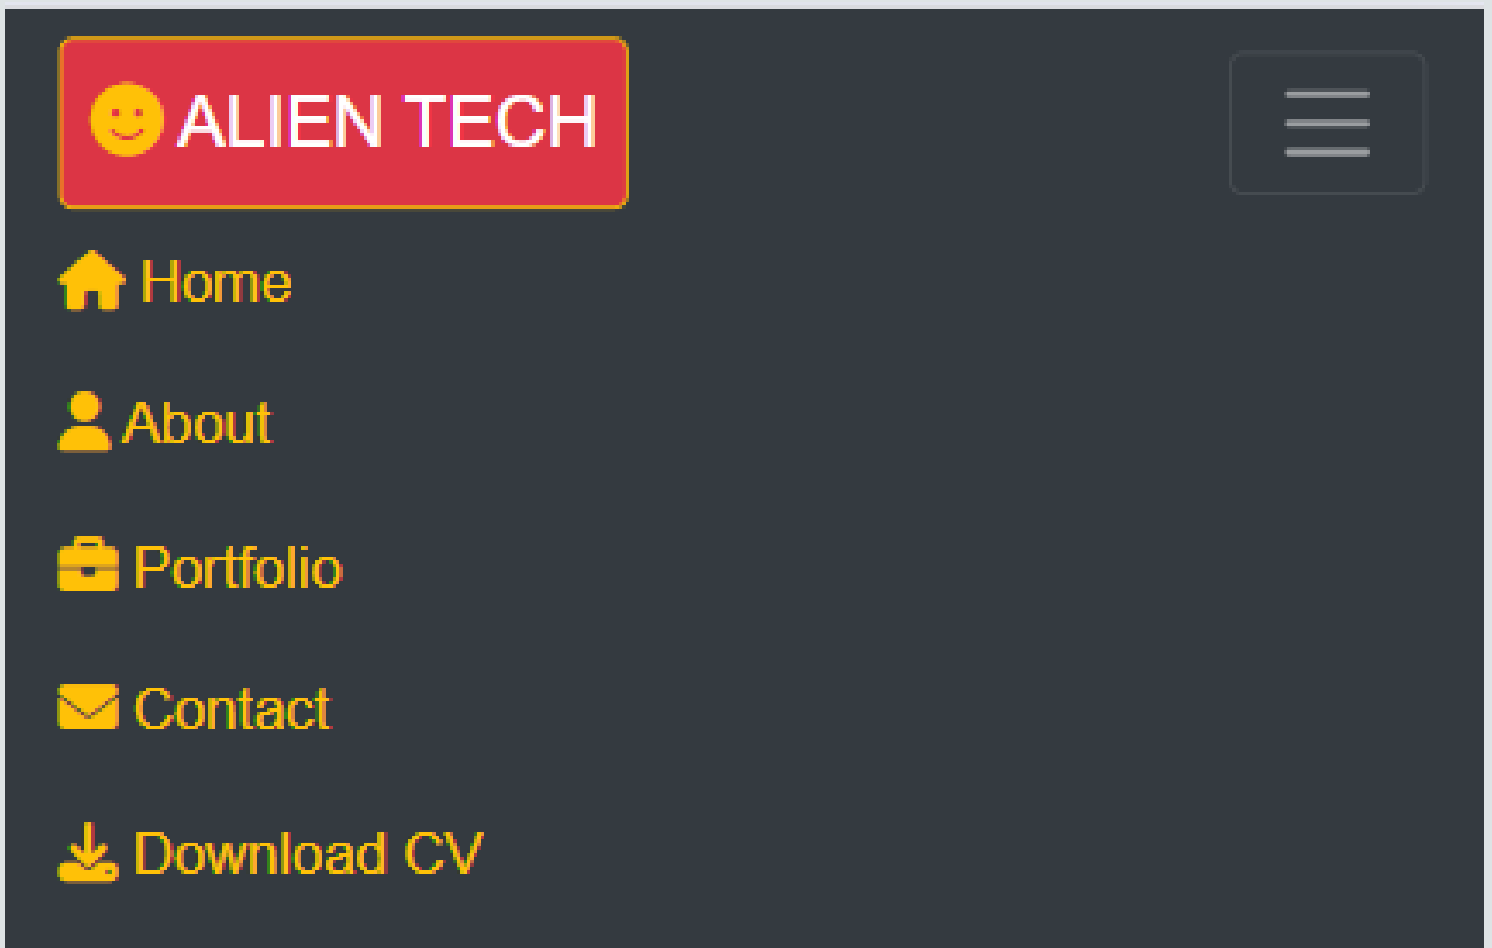 ALIEN TECH
Home
About
Portfolio
Contact
Download CV